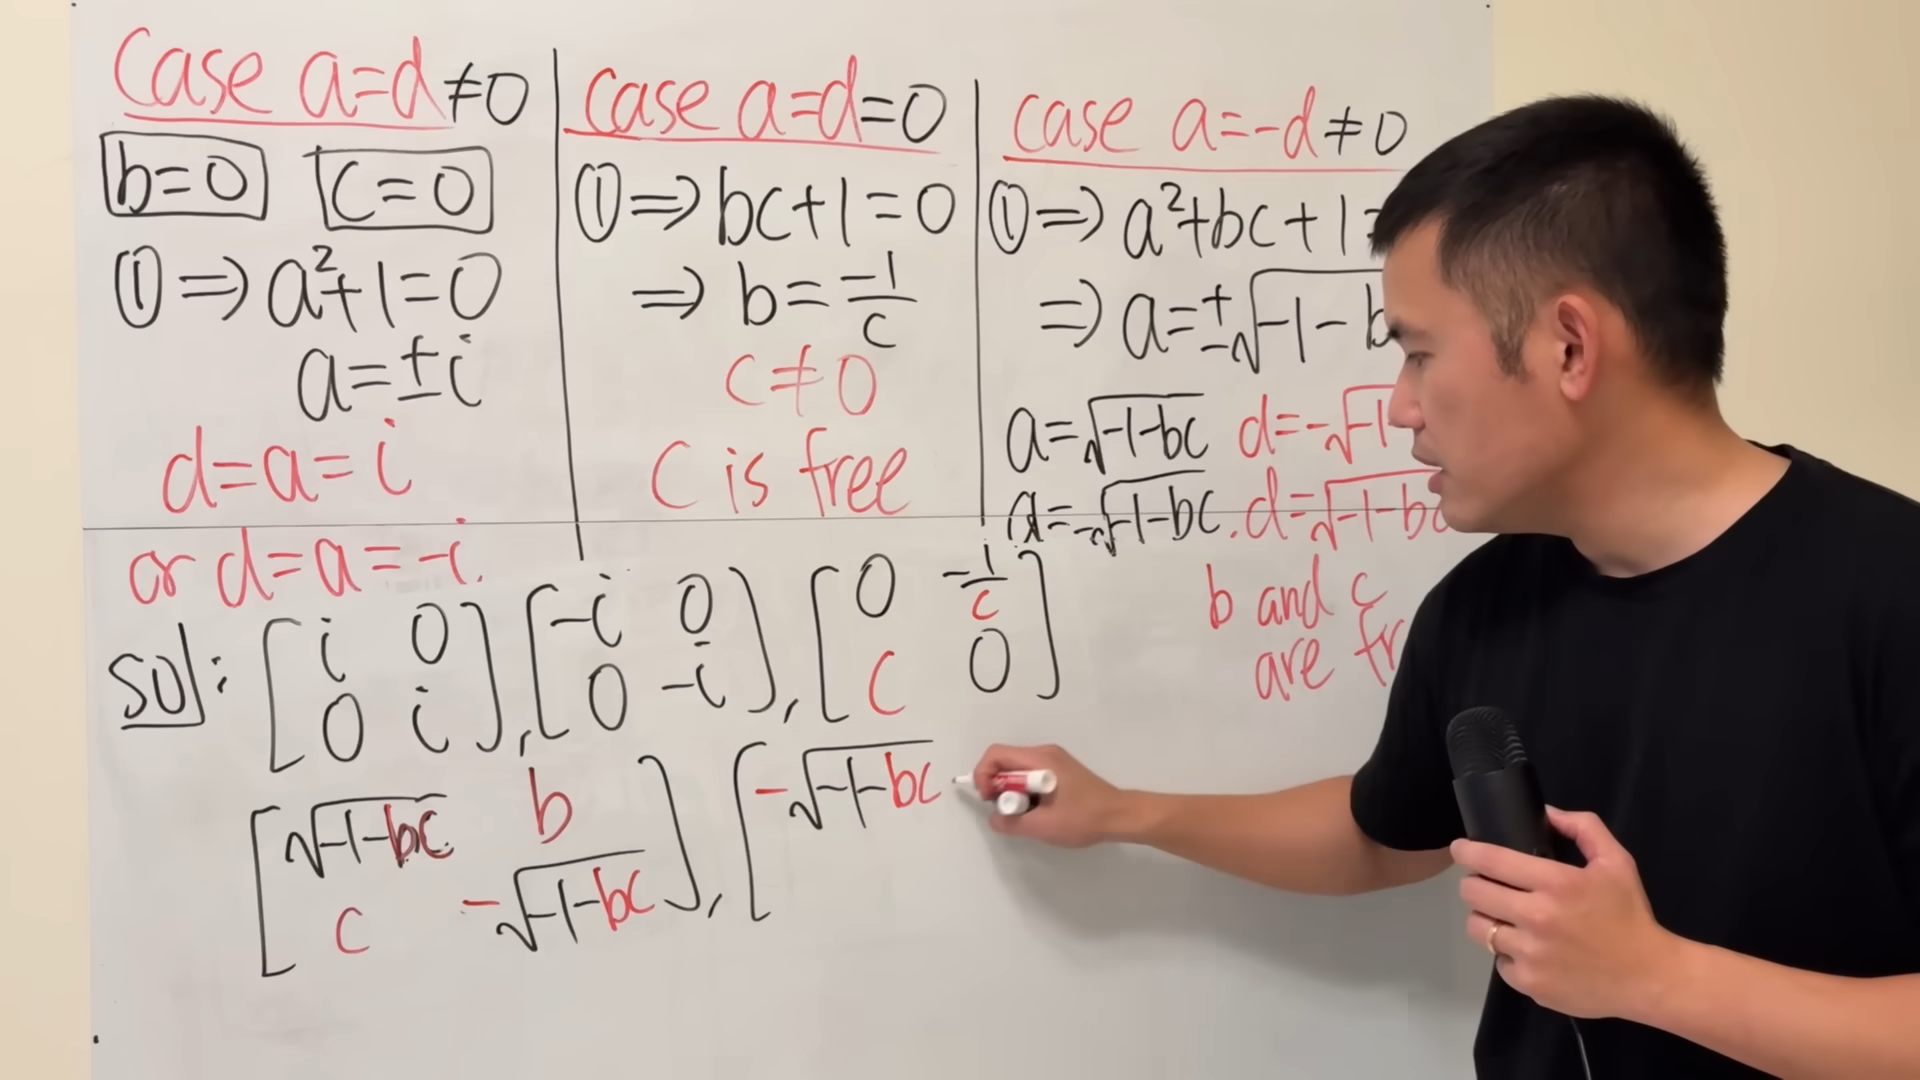 Case a=d≠0
b=0 c=0
①⇒a²+1=0
a=±i
d=a=i
or d=a=-i.
case a=d=0
①⇒bc+1=0
⇒ b=-1/c
c≠0
c is free
case a=-d≠0
①⇒a²+bc+1=
⇒a=±√-1-b
a=√-1-bc d=-√-1-
a=-√-1-bc. d=√-1-bc
b and c
are fr
sol: [i 0; 0 i], [-i 0; 0 -i], [0 -1/c; c 0]
[√-1-bc b; c -√-1-bc], [-√-1-bc